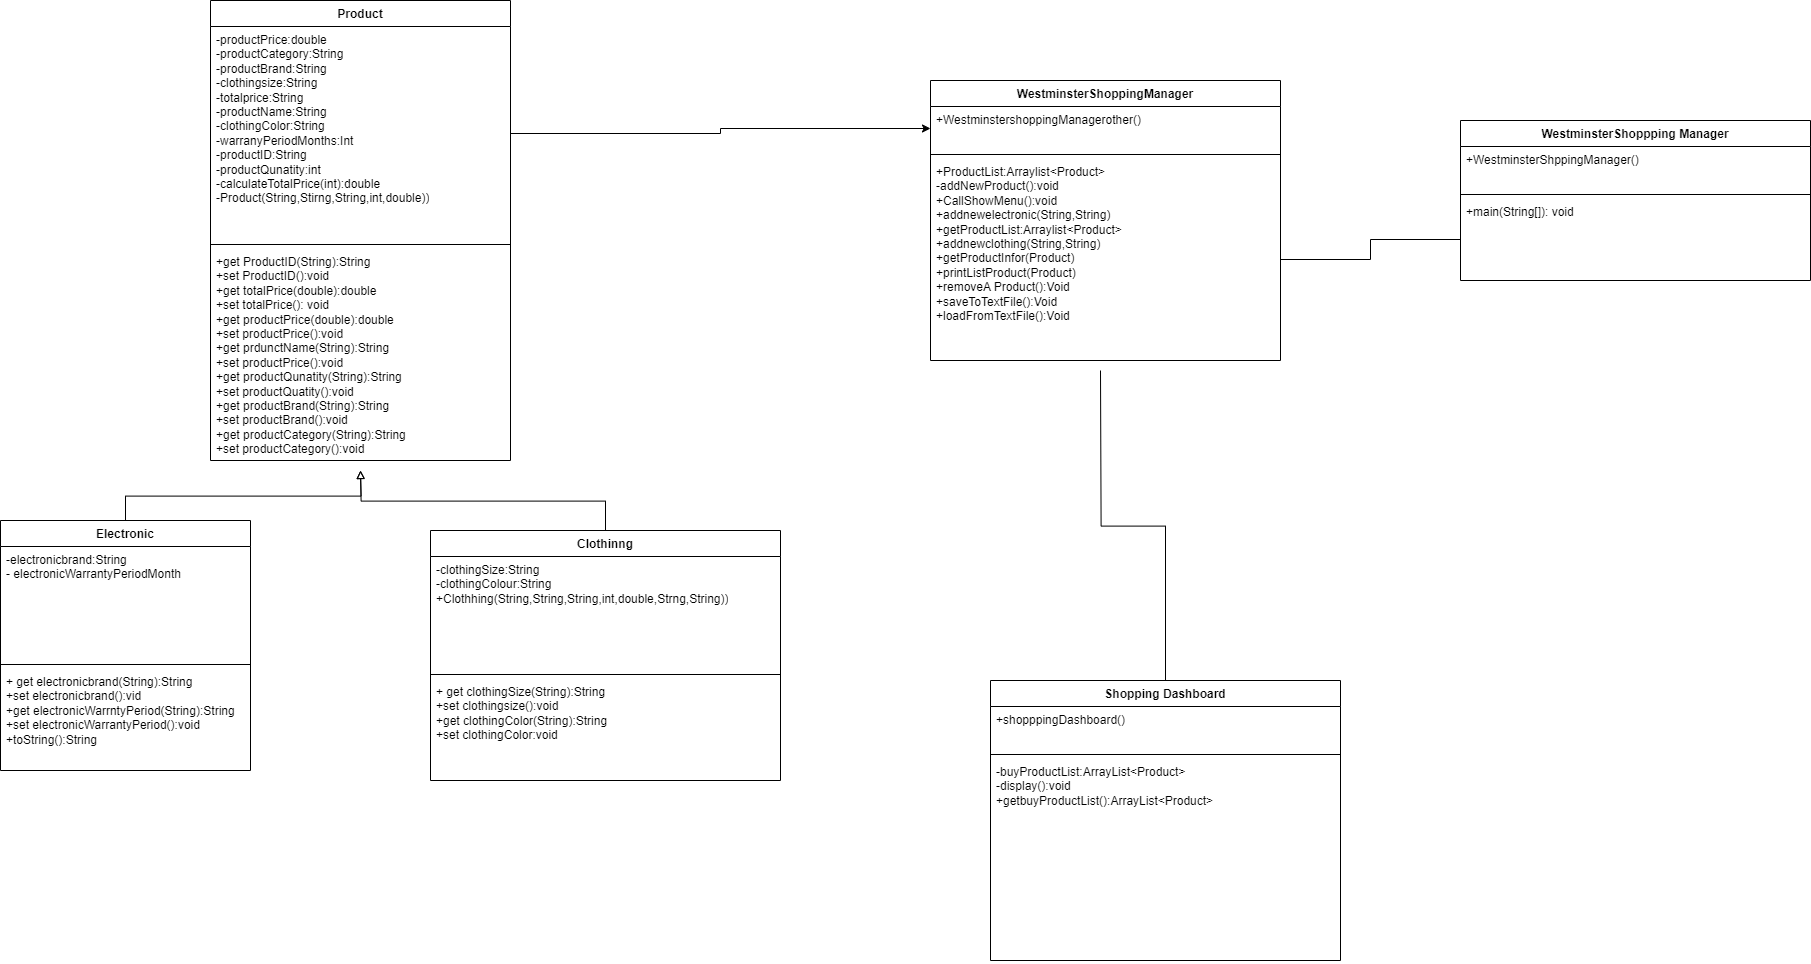 Product
-productPrice:double
-productCategory:String
-productBrand:String
-clothingsize:String
-totalprice:String
-productName:String
-clothingColor:String
-warranyPeriodMonths:Int
-productID:String
-productQunatity:int
-calculateTotalPrice(int):double
-Product(String,Stirng,String,int,double))
+get ProductID(String):String
+set ProductID():void
+get totalPrice(double):double
+set totalPrice(): void
+get productPrice(double):double
+set productPrice():void
+get prdunctName(String):String
+set productPrice():void
+get productQunatity(String):String
+set productQuatity():void
+get productBrand(String):String
+set productBrand():void
+get productCategory(String):String
+set productCategory():void
WestminsterShoppingManager
+WestminstershoppingManagerother()
+ProductList:Arraylist<Product>
-addNewProduct():void
+CallShowMenu():void
+addnewelectronic(String,String)
+getProductList:Arraylist<Product>
+addnewclothing(String,String)
+getProductInfor(Product)
+printListProduct(Product)
+removeA Product():Void
+saveToTextFile():Void
+loadFromTextFile():Void
WestminsterShoppping Manager
+WestminsterShppingManager()
+main(String[]): void
Electronic
-electronicbrand:String
- electronicWarrantyPeriodMonth
+ get electronicbrand(String):String
+set electronicbrand():vid
+get electronicWarrntyPeriod(String):String
+set electronicWarrantyPeriod():void
+toString():String
Clothinng
-clothingSize:String
-clothingColour:String
+Clothhing(String,String,String,int,double,Strng,String))
+ get clothingSize(String):String
+set clothingsize():void
+get clothingColor(String):String
+set clothingColor:void
Shopping Dashboard
+shopppingDashboard()
-buyProductList:ArrayList<Product>
-display():void
+getbuyProductList():ArrayList<Product>